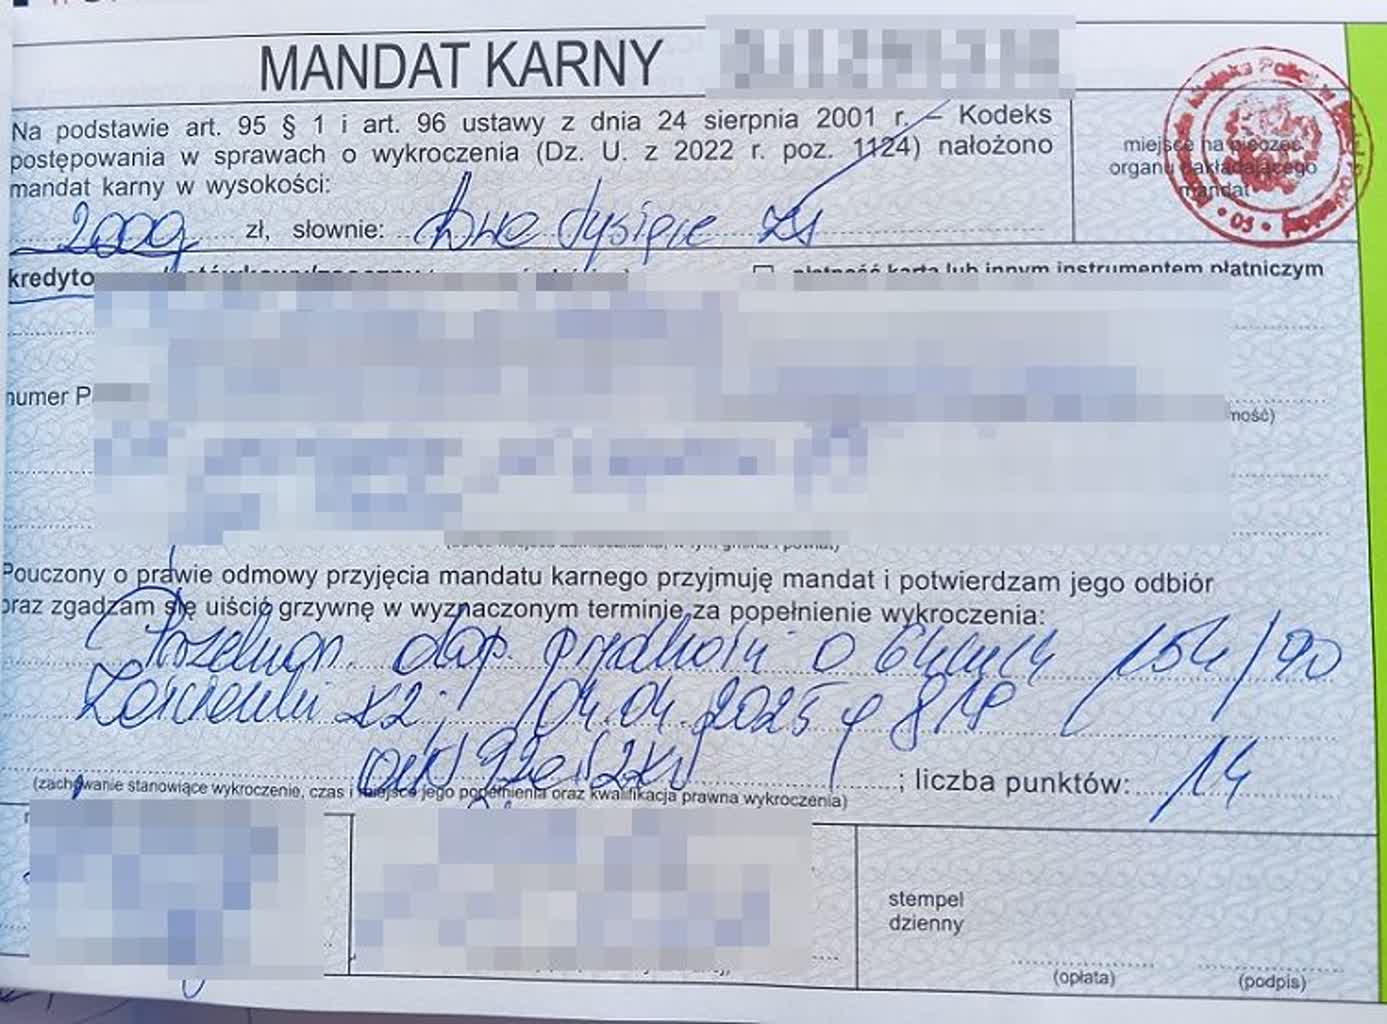 MANDAT KARNY
Na podstawie art. 95 § 1 i art. 96 ustawy z dnia 24 sierpnia 2001 r. – Kodeks
postępowania w sprawach o wykroczenia (Dz. U. z 2022 r. poz. 1124) nałożono
mandat karny w wysokości:
miejsce na pieczęć
organu nakładającego
mandat
2000 zł, słownie: dwa tysiące zł
kredyto
płatność kartą lub innym instrumentem płatniczym
numer P
ność)
Pouczony o prawie odmowy przyjęcia mandatu karnego przyjmuję mandat i potwierdzam jego odbiór
oraz zgadzam się uiścić grzywnę w wyznaczonym terminie za popełnienie wykroczenia:
dop. prędkości o 64 154/90
04.04.2025
; liczba punktów: 14
(zachowanie stanowiące wykroczenie, czas i miejsce jego popełnienia oraz kwalifikacja prawna wykroczenia)
stempel
dzienny
(opłata)
(podpis)